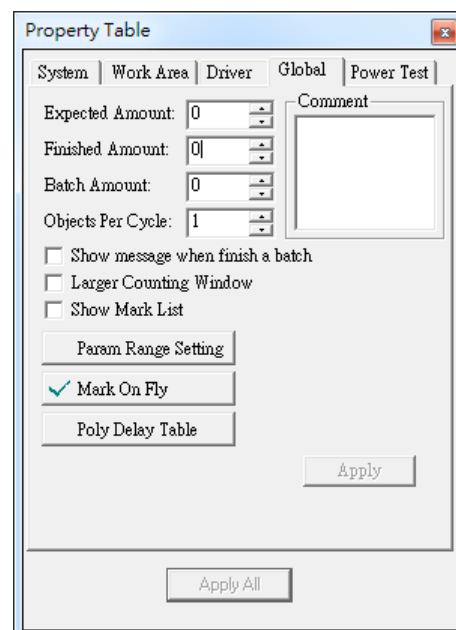 Property Table
System Work Area Driver Global Power Test
Expected Amount: 0
Comment
Finished Amount: 0
Batch Amount: 0
Objects Per Cycle: 1
Show message when finish a batch
Larger Counting Window
Show Mark List
Param Range Setting
Mark On Fly
Poly Delay Table
Apply
Apply All